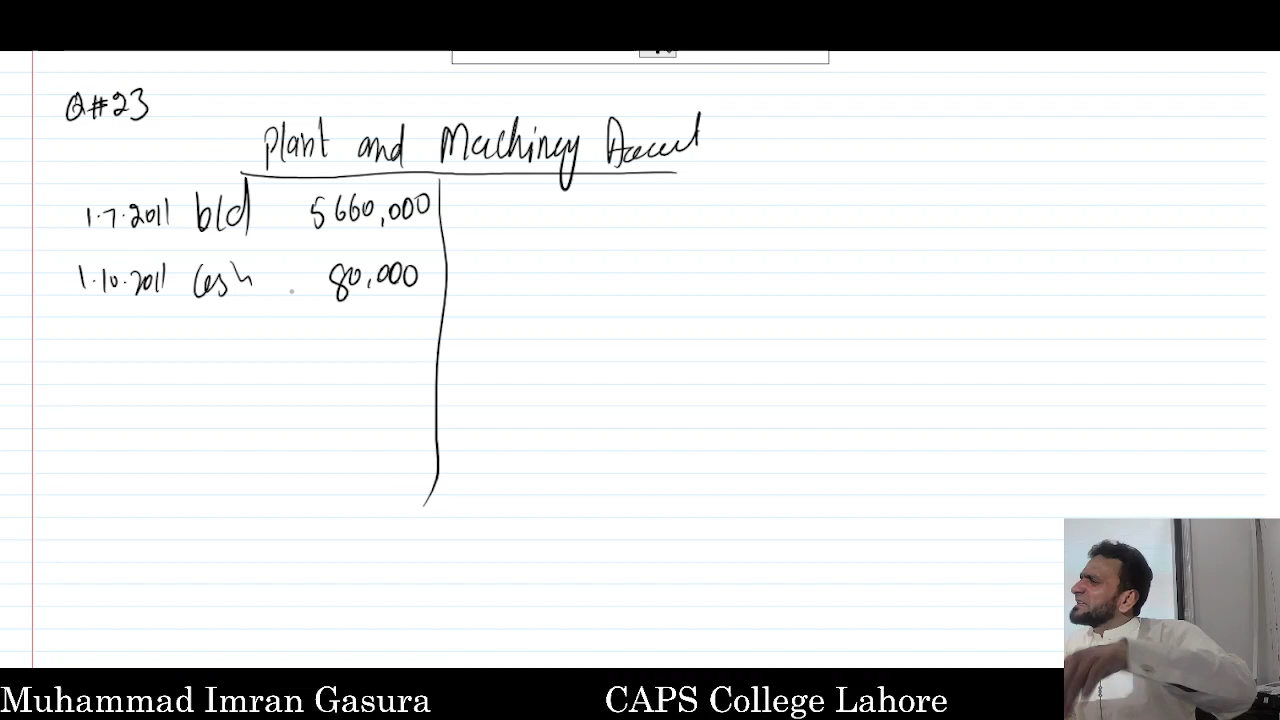 Q#23
Plant and Machinery Account
1.7.2011 b/d 5660,000
1.10.2011 Cash 80,000
Muhammad Imran Gasura CAPS College Lahore